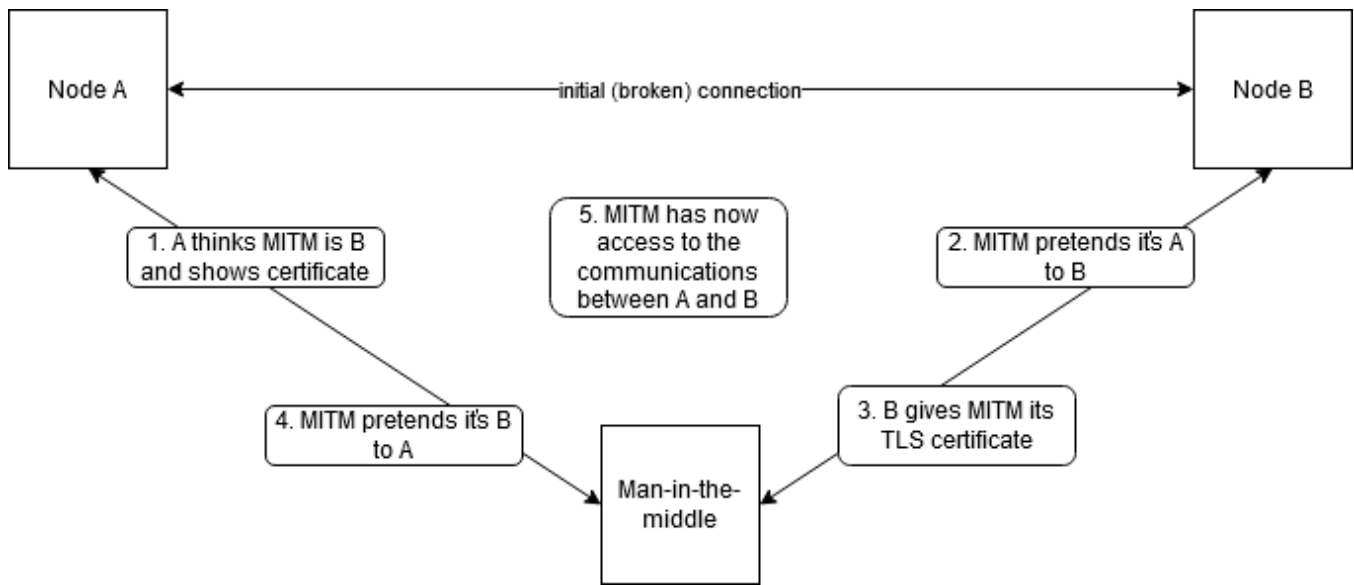 Node A
initial (broken) connection
Node B
1. A thinks MITM is B
and shows certificate
5. MITM has now
access to the
communications
between A and B
2. MITM pretends it's A
to B
4. MITM pretends it's B
to A
3. B gives MITM its
TLS certificate
Man-in-the-
middle